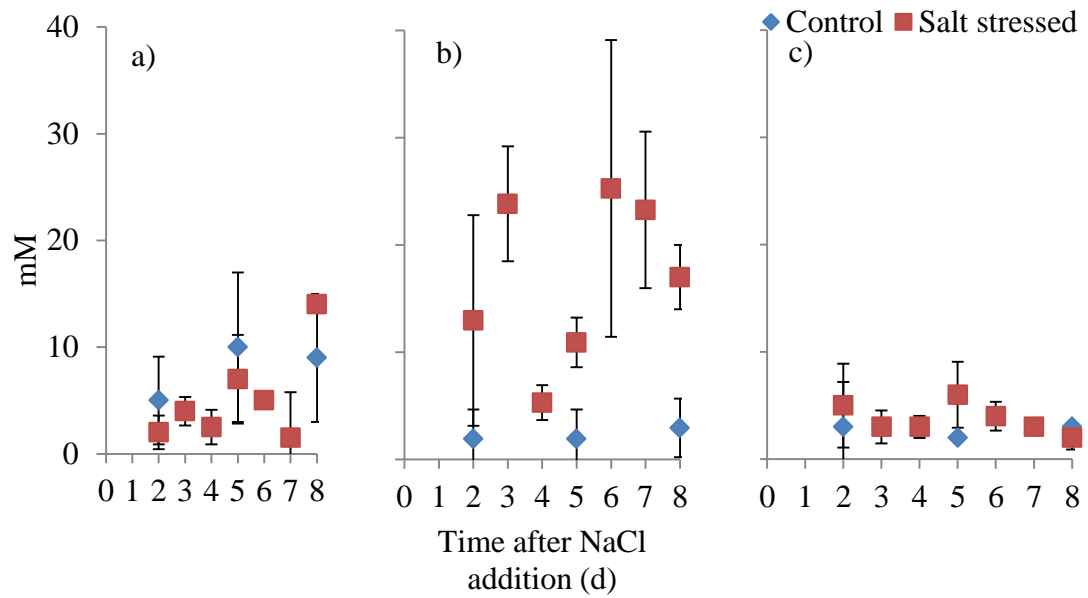 Control Salt stressed
a)
b)
c)
40
30
20
10
0
mM
0 1 2 3 4 5 6 7 8
0 1 2 3 4 5 6 7 8
0 1 2 3 4 5 6 7 8
Time after NaCl
addition (d)